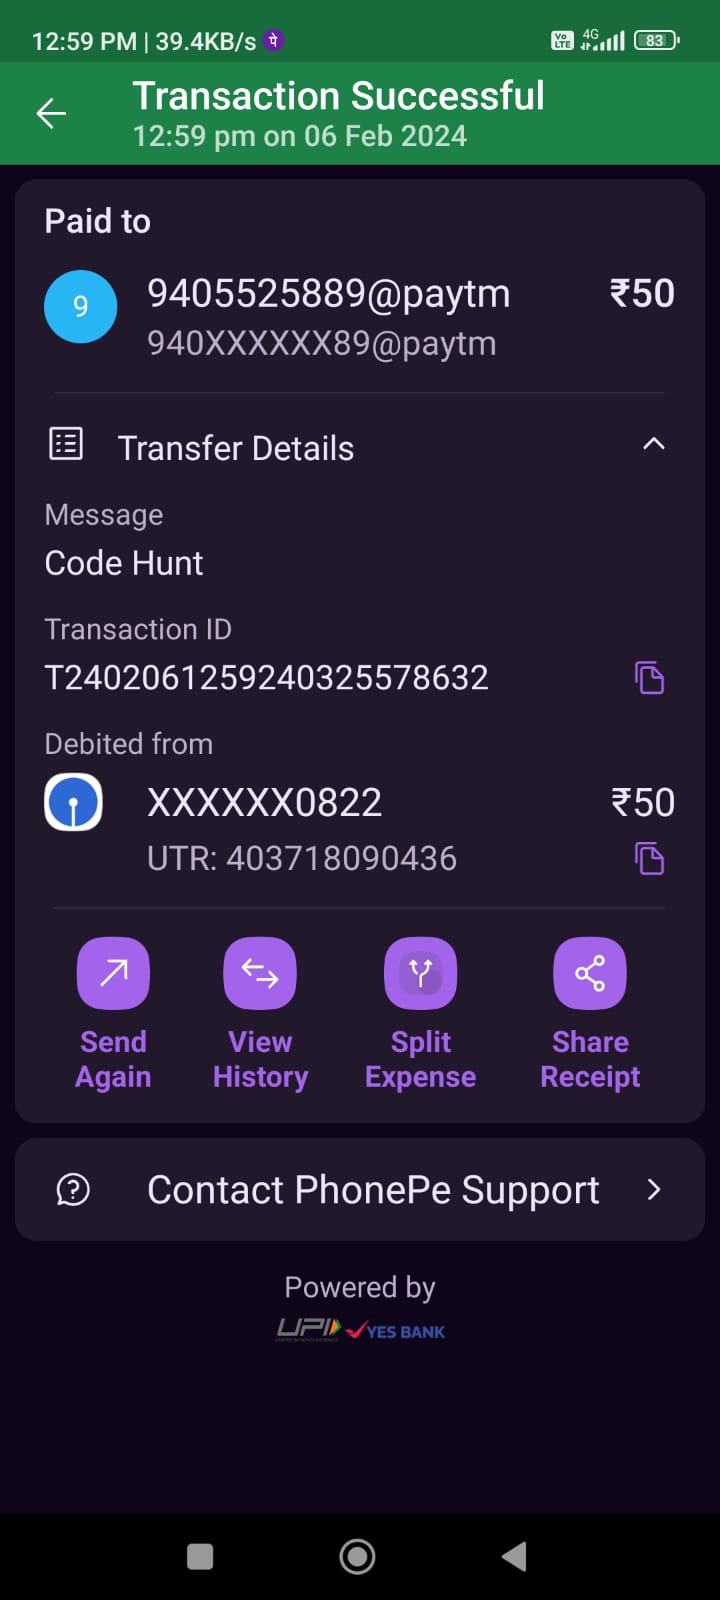 12:59 PM | 39.4KB/s पे
Vo LTE 4G 83
Transaction Successful
12:59 pm on 06 Feb 2024
Paid to
9 9405525889@paytm ₹50
940XXXXXX89@paytm
Transfer Details
Message
Code Hunt
Transaction ID
T2402061259240325578632
Debited from
XXXXXX0822 ₹50
UTR: 403718090436
Send Again
View History
Split Expense
Share Receipt
Contact PhonePe Support
Powered by
UPI YES BANK